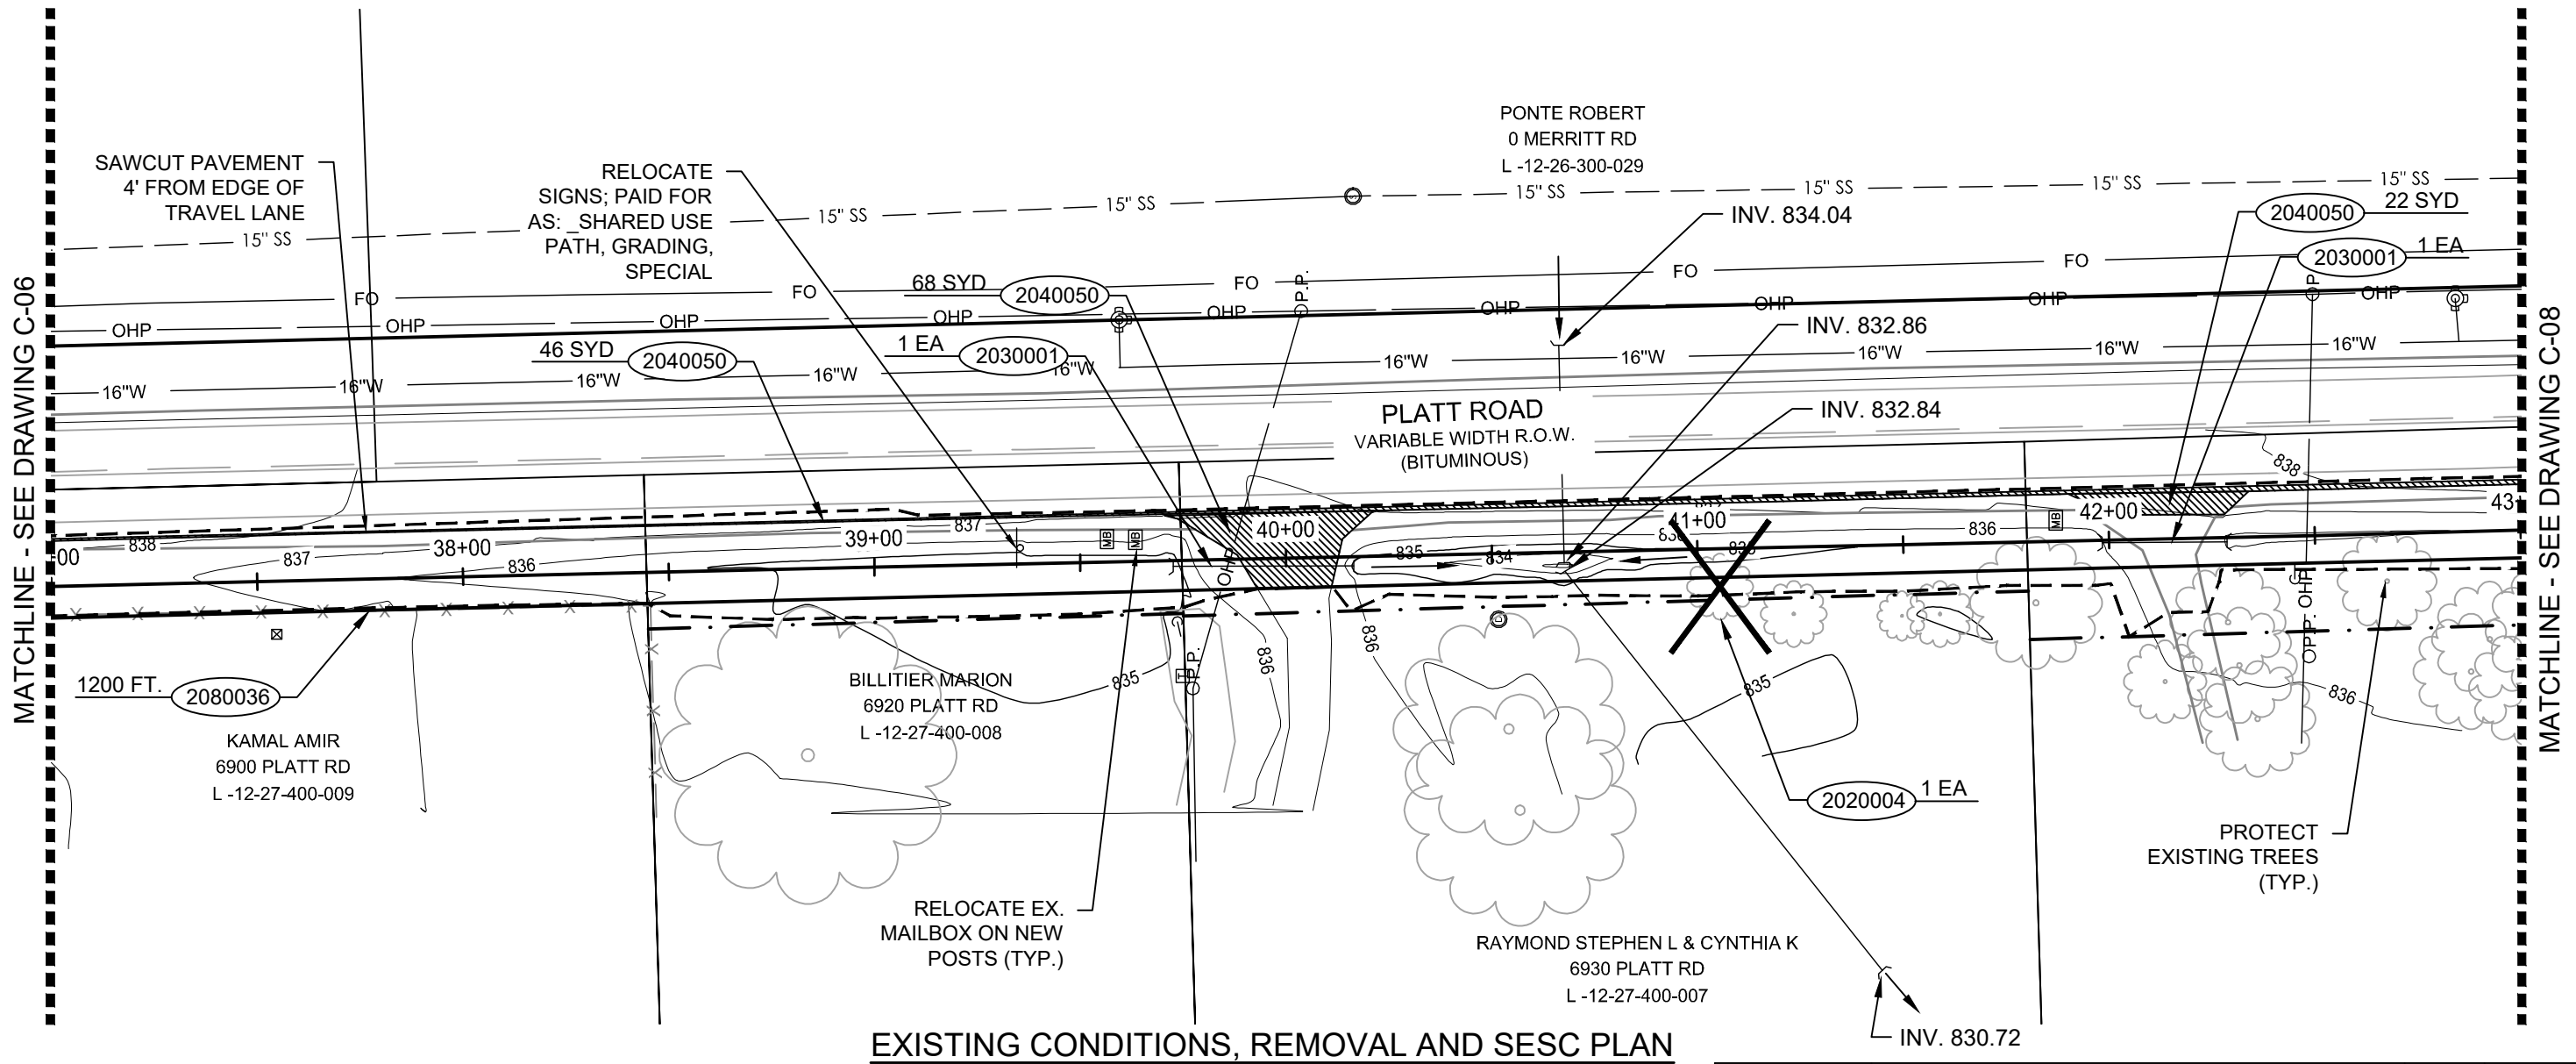 PONTE ROBERT
0 MERRITT RD
L -12-26-300-029
SAWCUT PAVEMENT
4' FROM EDGE OF
TRAVEL LANE
RELOCATE
SIGNS; PAID FOR
AS: _SHARED USE
PATH, GRADING,
SPECIAL
15" SS
15" SS
15" SS
15" SS
15" SS
15" SS
15" SS
INV. 834.04
2040050 22 SYD
2030001 1 EA
FO
FO
FO
FO
FO
68 SYD 2040050
P.P.
P
OHP
OHP
OHP
OHP
OHP
OHP
OHP
OHP
OHP
INV. 832.86
46 SYD 2040050
1 EA 2030001
16"W
16"W
16"W
16"W
16"W
16"W
16"W
16"W
16"W
16"W
PLATT ROAD
VARIABLE WIDTH R.O.W.
(BITUMINOUS)
INV. 832.84
MATCHLINE - SEE DRAWING C-06
MATCHLINE - SEE DRAWING C-08
00
838
837
38+00
836
39+00
837
MB
MB
40+00
OHP
835
834
41+00
836
MB
42+00
838
43+
836
1200 FT. 2080036
KAMAL AMIR
6900 PLATT RD
L -12-27-400-009
BILLITIER MARION
6920 PLATT RD
L -12-27-400-008
835
T
P.P.
836
836
835
P.P.
OHP
836
2020004 1 EA
PROTECT
EXISTING TREES
(TYP.)
RELOCATE EX.
MAILBOX ON NEW
POSTS (TYP.)
RAYMOND STEPHEN L & CYNTHIA K
6930 PLATT RD
L -12-27-400-007
INV. 830.72
EXISTING CONDITIONS, REMOVAL AND SESC PLAN